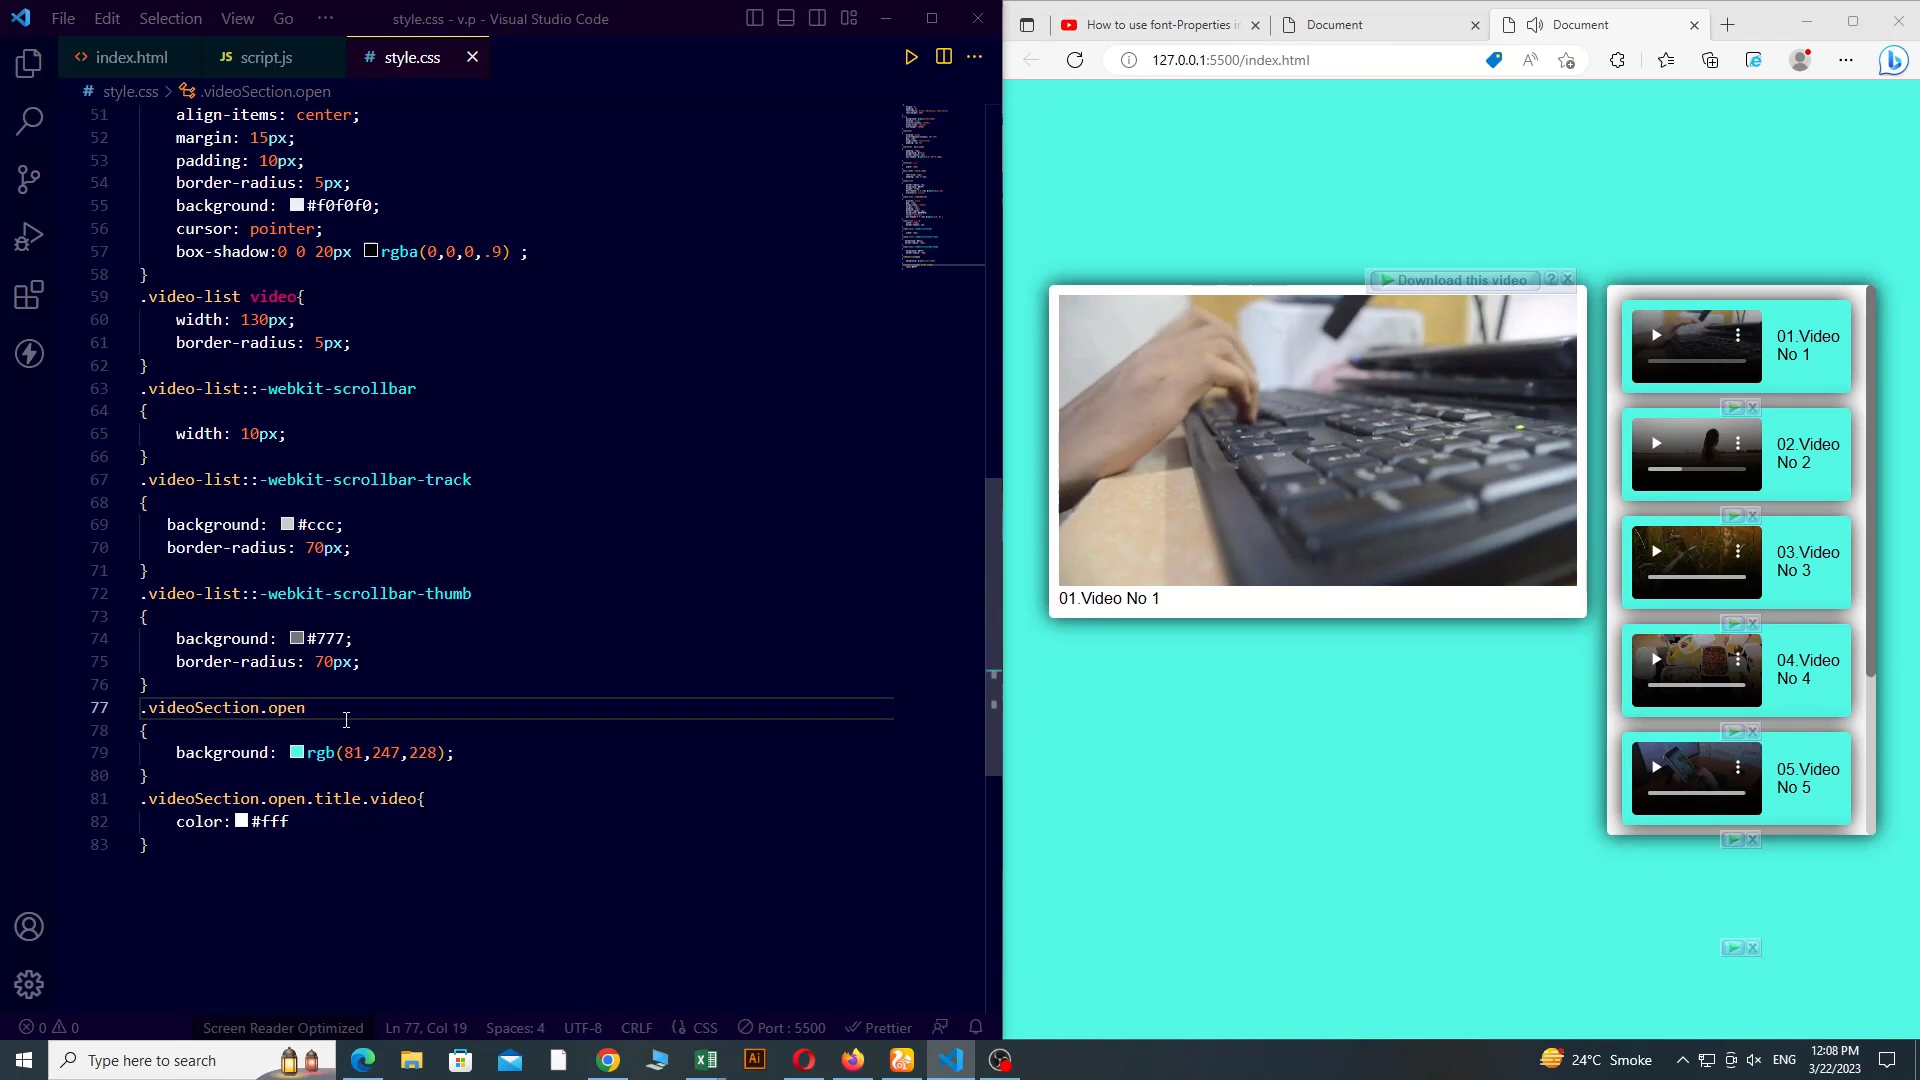 File Edit Selection View Go ··· style.css - v.p - Visual Studio Code
index.html JS script.js # style.css
# style.css > .videoSection.open
51 align-items: center;
52 margin: 15px;
53 padding: 10px;
54 border-radius: 5px;
55 background: #f0f0f0;
56 cursor: pointer;
57 box-shadow:0 0 20px rgba(0,0,0,.9) ;
58 }
59 .video-list video{
60 width: 130px;
61 border-radius: 5px;
62 }
63 .video-list::-webkit-scrollbar
64 {
65 width: 10px;
66 }
67 .video-list::-webkit-scrollbar-track
68 {
69 background: #ccc;
70 border-radius: 70px;
71 }
72 .video-list::-webkit-scrollbar-thumb
73 {
74 background: #777;
75 border-radius: 70px;
76 }
77 .videoSection.open
78 {
79 background: rgb(81,247,228);
80 }
81 .videoSection.open.title.video{
82 color: #fff
83 }
0 0 Screen Reader Optimized Ln 77, Col 19 Spaces: 4 UTF-8 CRLF {} CSS Port : 5500 Prettier
How to use font-Properties in Document Document
127.0.0.1:5500/index.html
Download this video ?
01.Video No 1
01.Video
No 1
02.Video
No 2
03.Video
No 3
04.Video
No 4
05.Video
No 5
Type here to search
Ai
24°C Smoke ENG
12:08 PM
3/22/2023